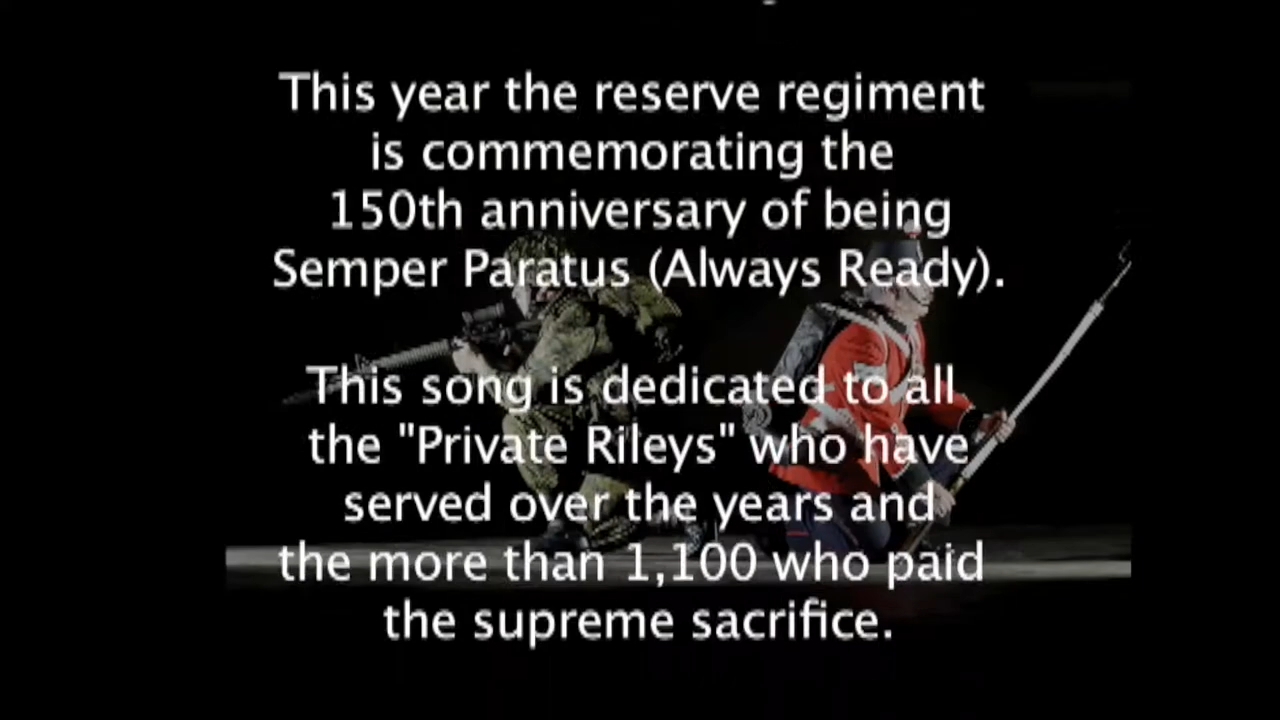 This year the reserve regiment
is commemorating the
150th anniversary of being
Semper Paratus (Always Ready).
This song is dedicated to all
the "Private Rileys" who have
served over the years and
the more than 1,100 who paid
the supreme sacrifice.